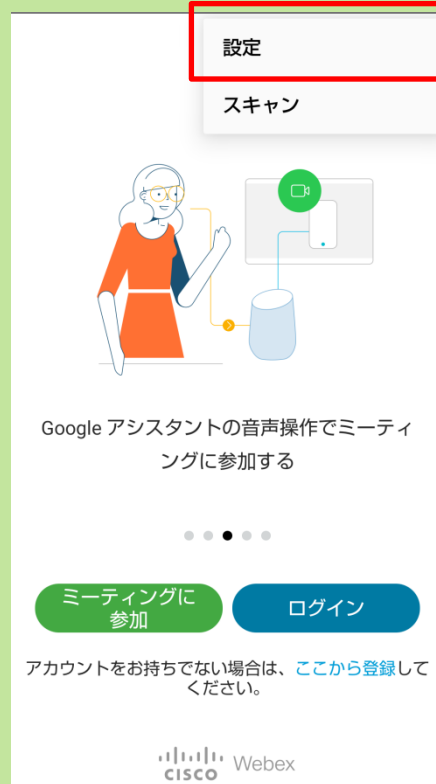 設定
スキャン
Google アシスタントの音声操作でミーティ
ングに参加する
ミーティングに
参加
ログイン
アカウントをお持ちでない場合は、ここから登録して
ください。
CISCO Webex